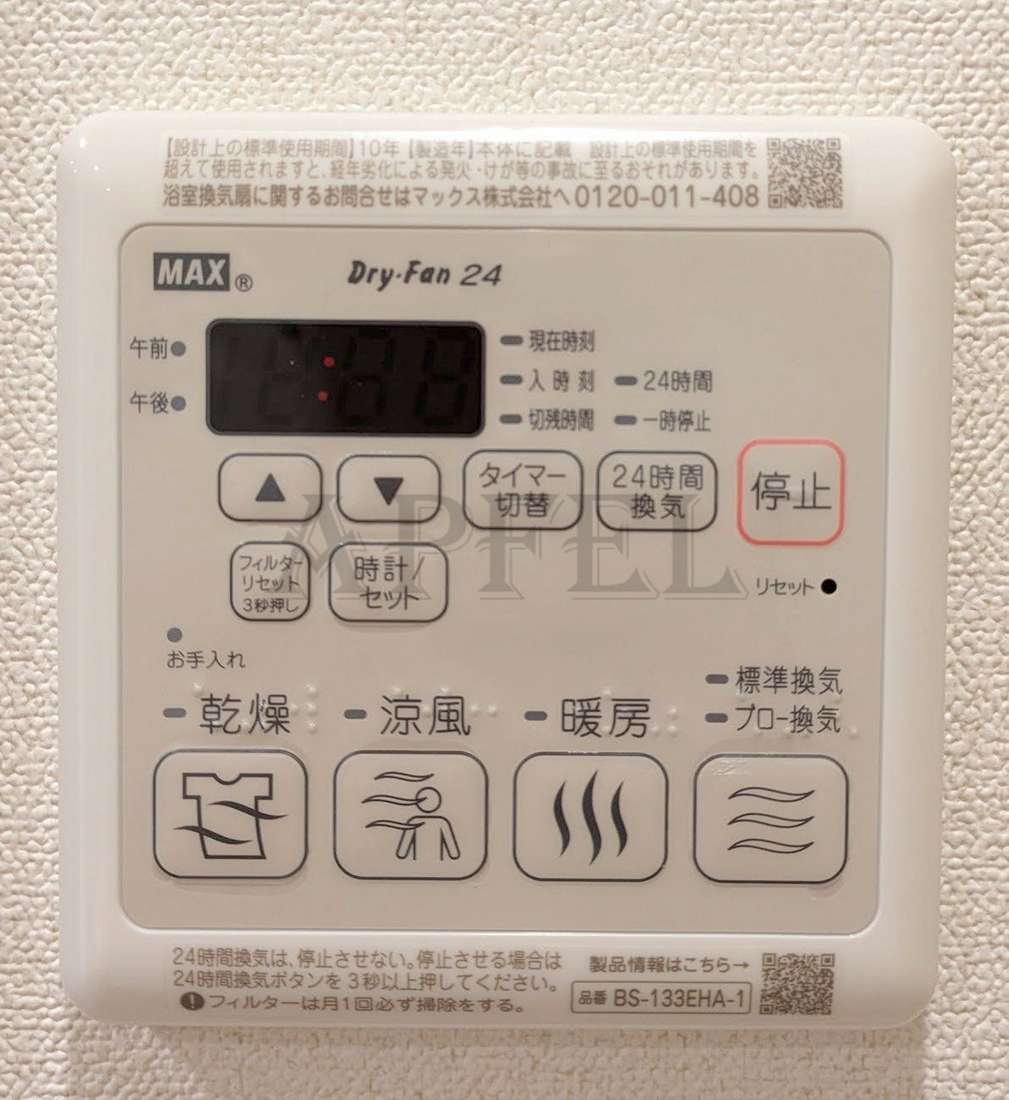 【設計上の標準使用期間】10年【製造年】本体に記載 設計上の標準使用期間を
超えて使用されますと、経年劣化による発火・けが等の事故に至るおそれがあります。
浴室換気扇に関するお問合せはマックス株式会社へ0120-011-408
MAX® Dry・Fan 24
午前
現在時刻
入時刻 24時間
午後
切残時間 一時停止
▲ ▼
タイマー
切替
24時間
換気
停止
フィルター
リセット
3秒押し
時計/
セット
リセット
APFEL
お手入れ
乾燥 涼風 暖房
標準換気
ブロー換気
24時間換気は、停止させない。停止させる場合は
24時間換気ボタンを3秒以上押してください。
フィルターは月1回必ず掃除をする。
製品情報はこちら→
品番 BS-133EHA-1